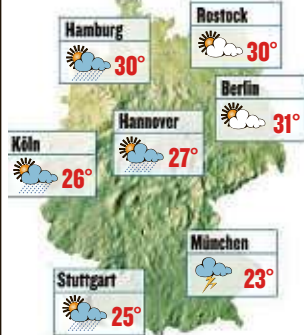 Rostock
30°
Hamburg
30°
Berlin
31°
Hannover
27°
Köln
26°
München
23°
Stuttgart
25°